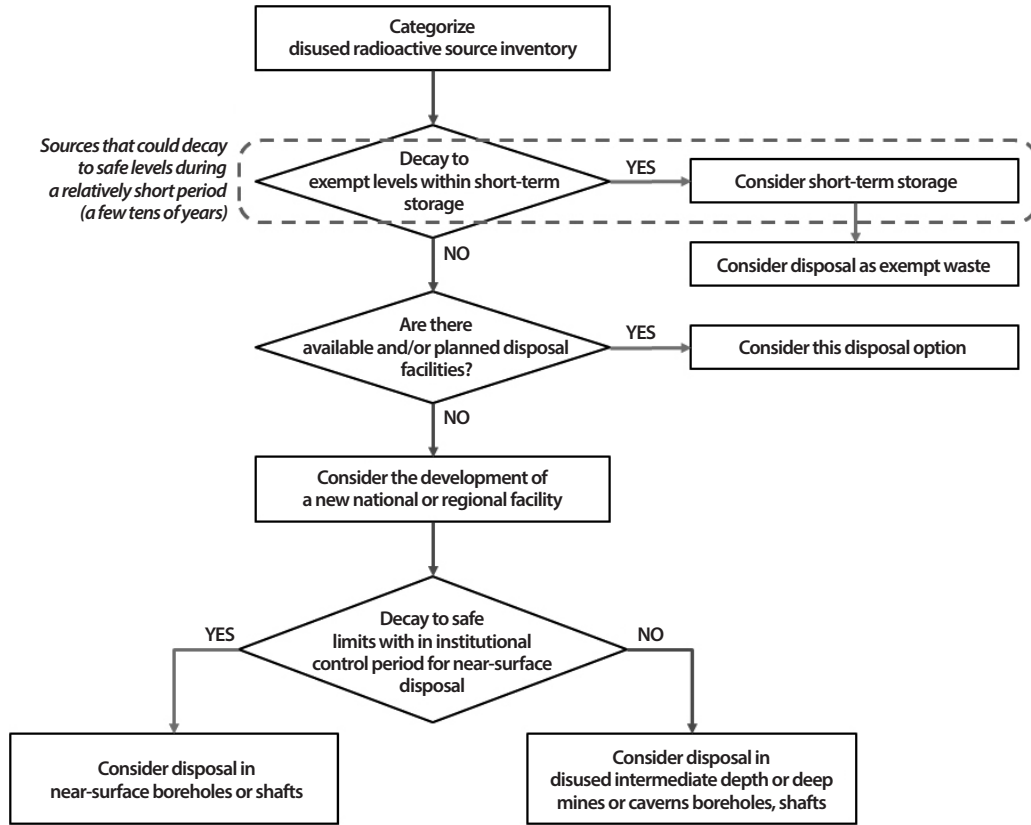 Categorize
disused radioactive source inventory
Sources that could decay
to safe levels during
a relatively short period
(a few tens of years)
Decay to
exempt levels within short-term
storage
YES
Consider short-term storage
NO
Consider disposal as exempt waste
Are there
available and/or planned disposal
facilities?
YES
Consider this disposal option
NO
Consider the development of
a new national or regional facility
Decay to safe
limits with in institutional
control period for near-surface
disposal
YES
NO
Consider disposal in
near-surface boreholes or shafts
Consider disposal in
disused intermediate depth or deep
mines or caverns boreholes, shafts